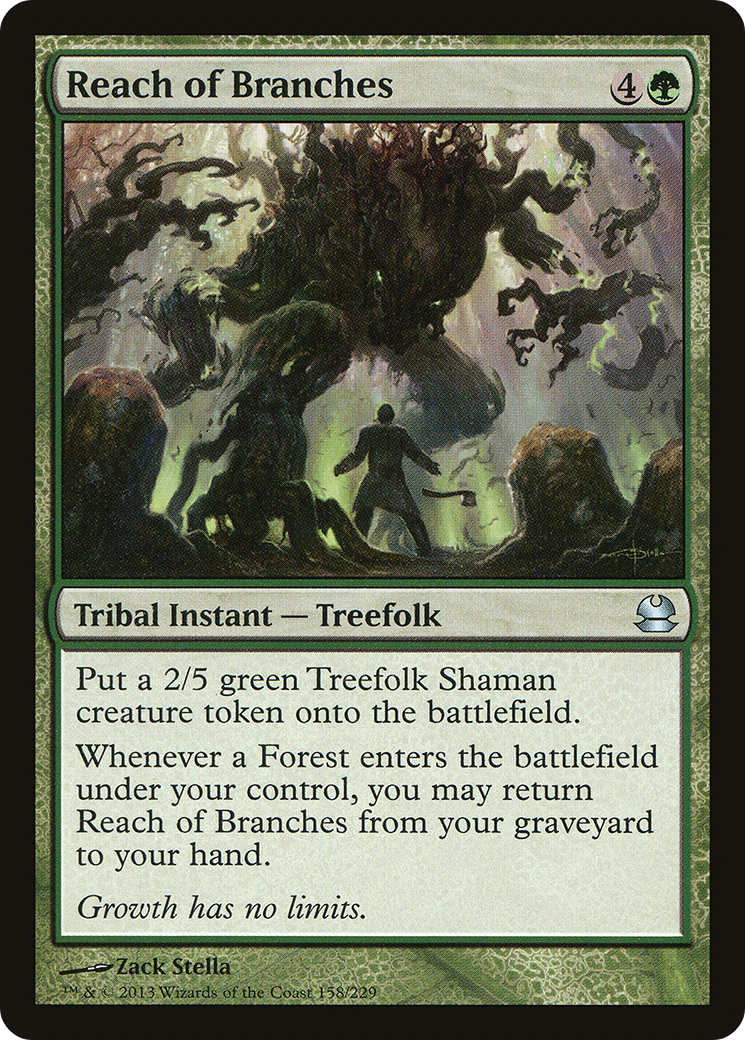 Reach of Branches 4
Tribal Instant — Treefolk
Put a 2/5 green Treefolk Shaman
creature token onto the battlefield.
Whenever a Forest enters the battlefield
under your control, you may return
Reach of Branches from your graveyard
to your hand.
Growth has no limits.
Zack Stella
™ & © 2013 Wizards of the Coast 158/229